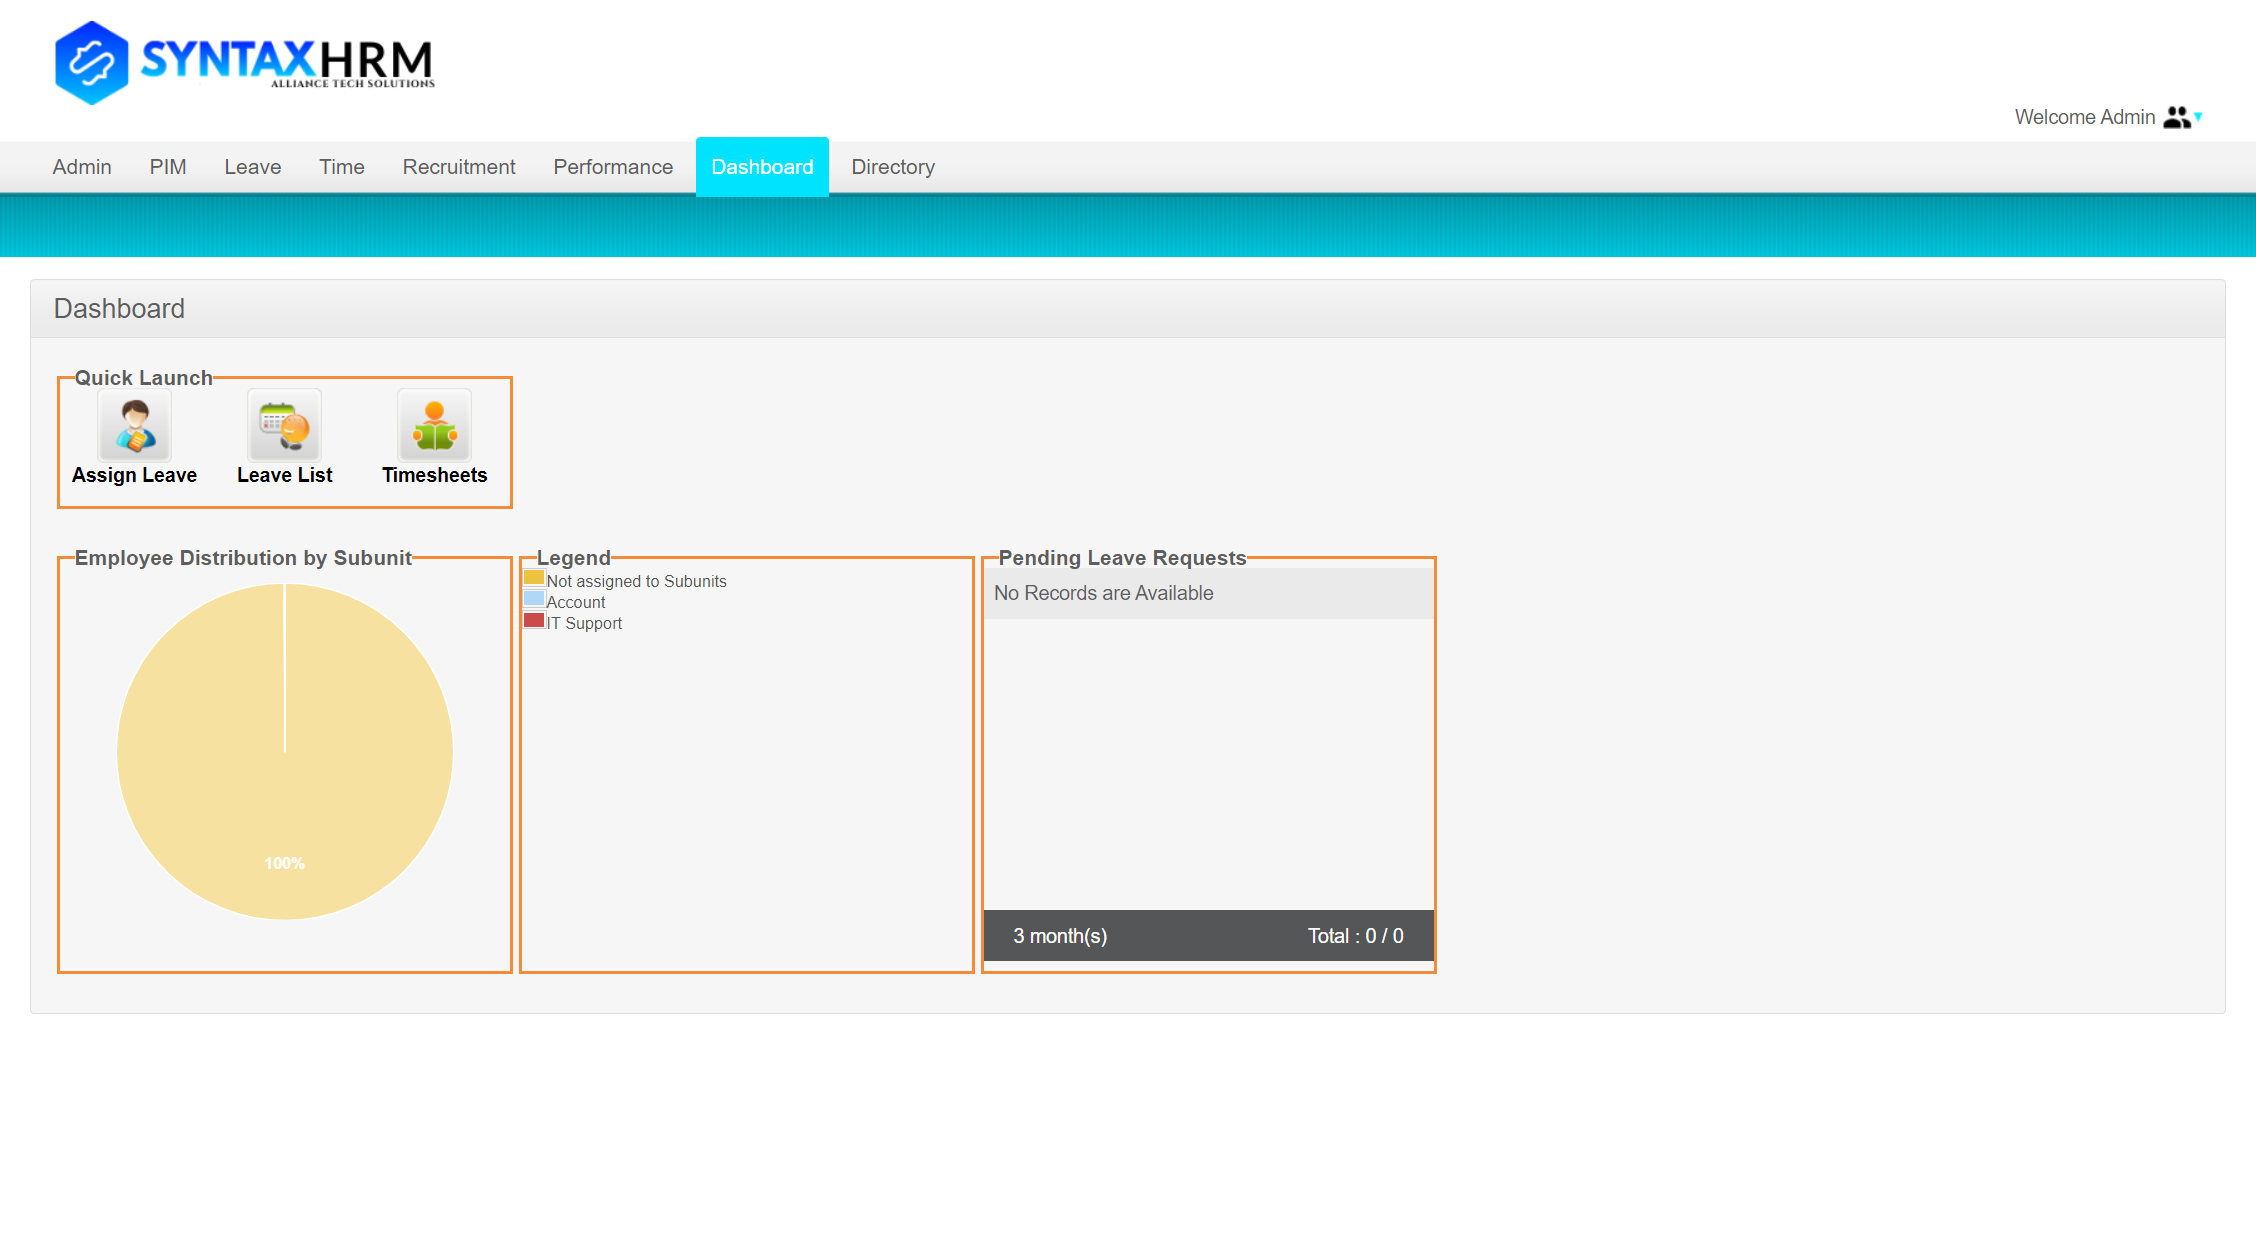 SYNTAXHRM
ALLIANCE TECH SOLUTIONS
Welcome Admin
Admin PIM Leave Time Recruitment Performance Dashboard Directory
Dashboard
Quick Launch
Assign Leave Leave List Timesheets
Employee Distribution by Subunit
100%
Legend
Not assigned to Subunits
Account
IT Support
Pending Leave Requests
No Records are Available
3 month(s) Total : 0 / 0